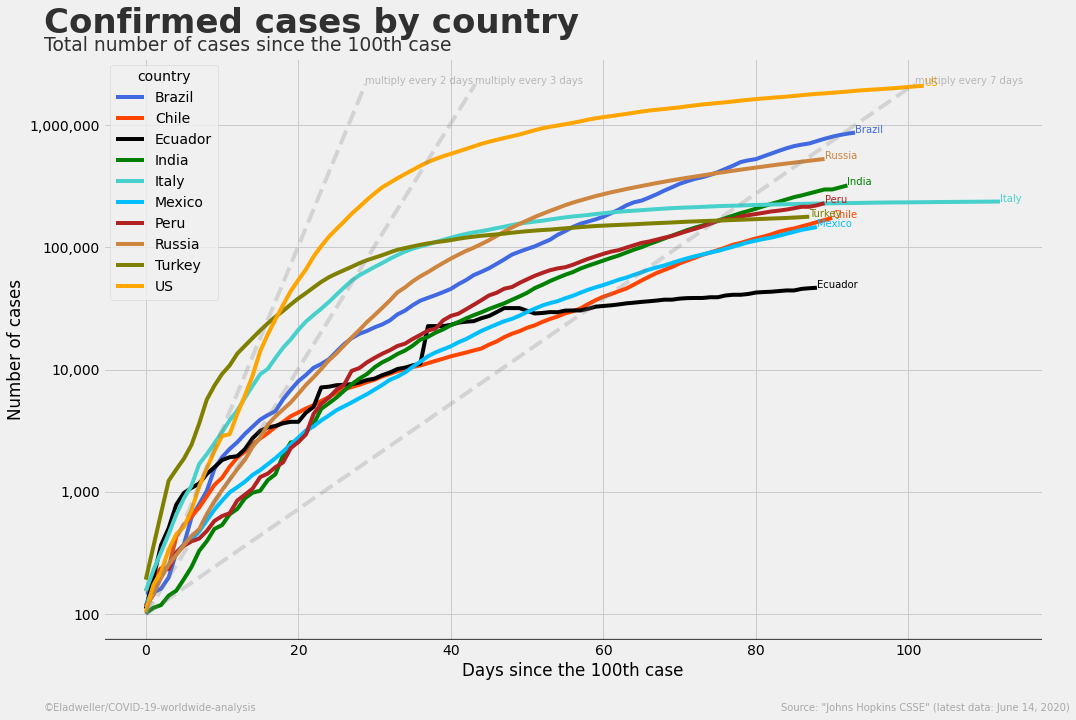 Confirmed cases by country
Total number of cases since the 100th case
country
Brazil
Chile
Ecuador
India
Italy
Mexico
Peru
Russia
Turkey
US
multiply every 2 days
multiply every 3 days
multiply every 7 days
US
Brazil
Russia
India
Italy
Peru
Turkey
Chile
Mexico
Ecuador
Number of cases
1,000,000
100,000
10,000
1,000
100
0 20 40 60 80 100
Days since the 100th case
©Eladweller/COVID-19-worldwide-analysis
Source: "Johns Hopkins CSSE" (latest data: June 14, 2020)